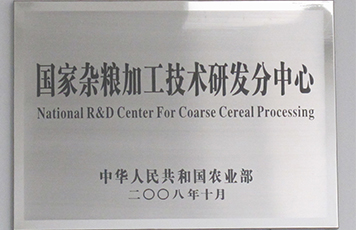 国家杂粮加工技术研发分中心
National R&D Center For Coarse Cereal Processing
中华人民共和国农业部
二〇〇八年十月